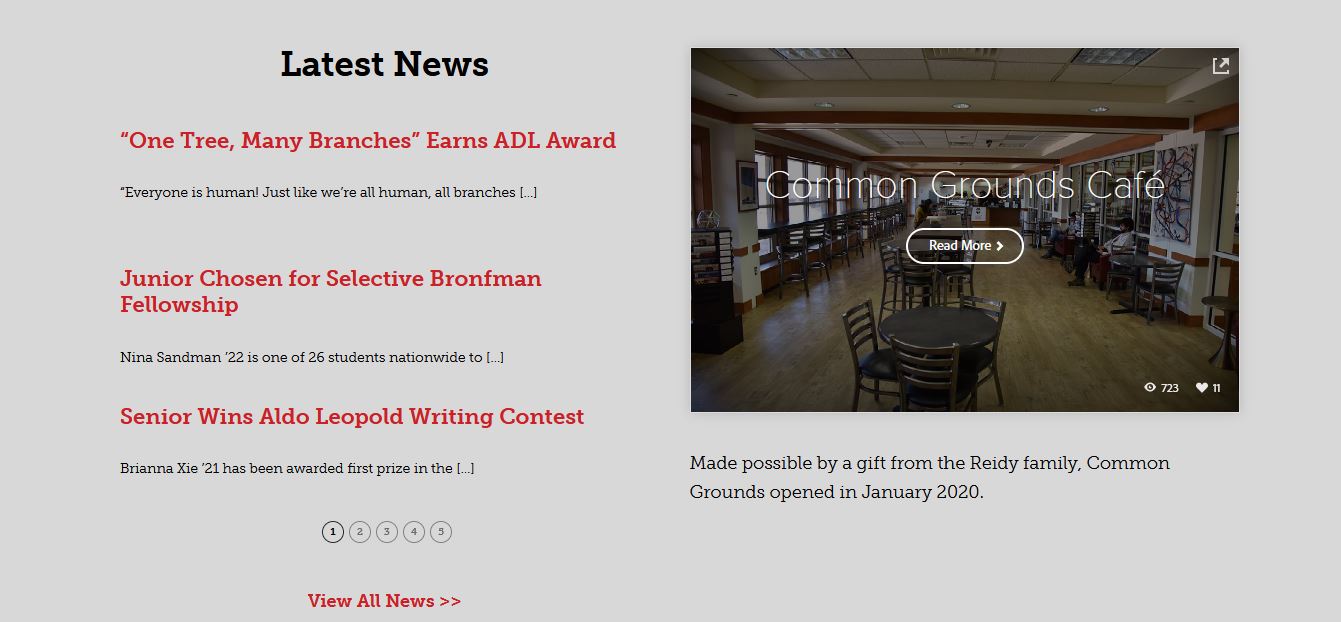 Latest News
“One Tree, Many Branches” Earns ADL Award
“Everyone is human! Just like we’re all human, all branches [...]
Junior Chosen for Selective Bronfman
Fellowship
Nina Sandman ’22 is one of 26 students nationwide to [...]
Senior Wins Aldo Leopold Writing Contest
Brianna Xie ’21 has been awarded first prize in the [...]
1 2 3 4 5
View All News >>
Common Grounds Café
Read More >
723 11
Made possible by a gift from the Reidy family, Common
Grounds opened in January 2020.